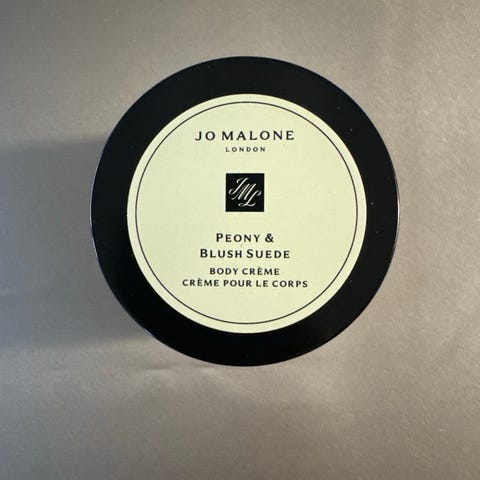 JO MALONE
LONDON
JML
PEONY &
BLUSH SUEDE
BODY CRÈME
CRÈME POUR LE CORPS